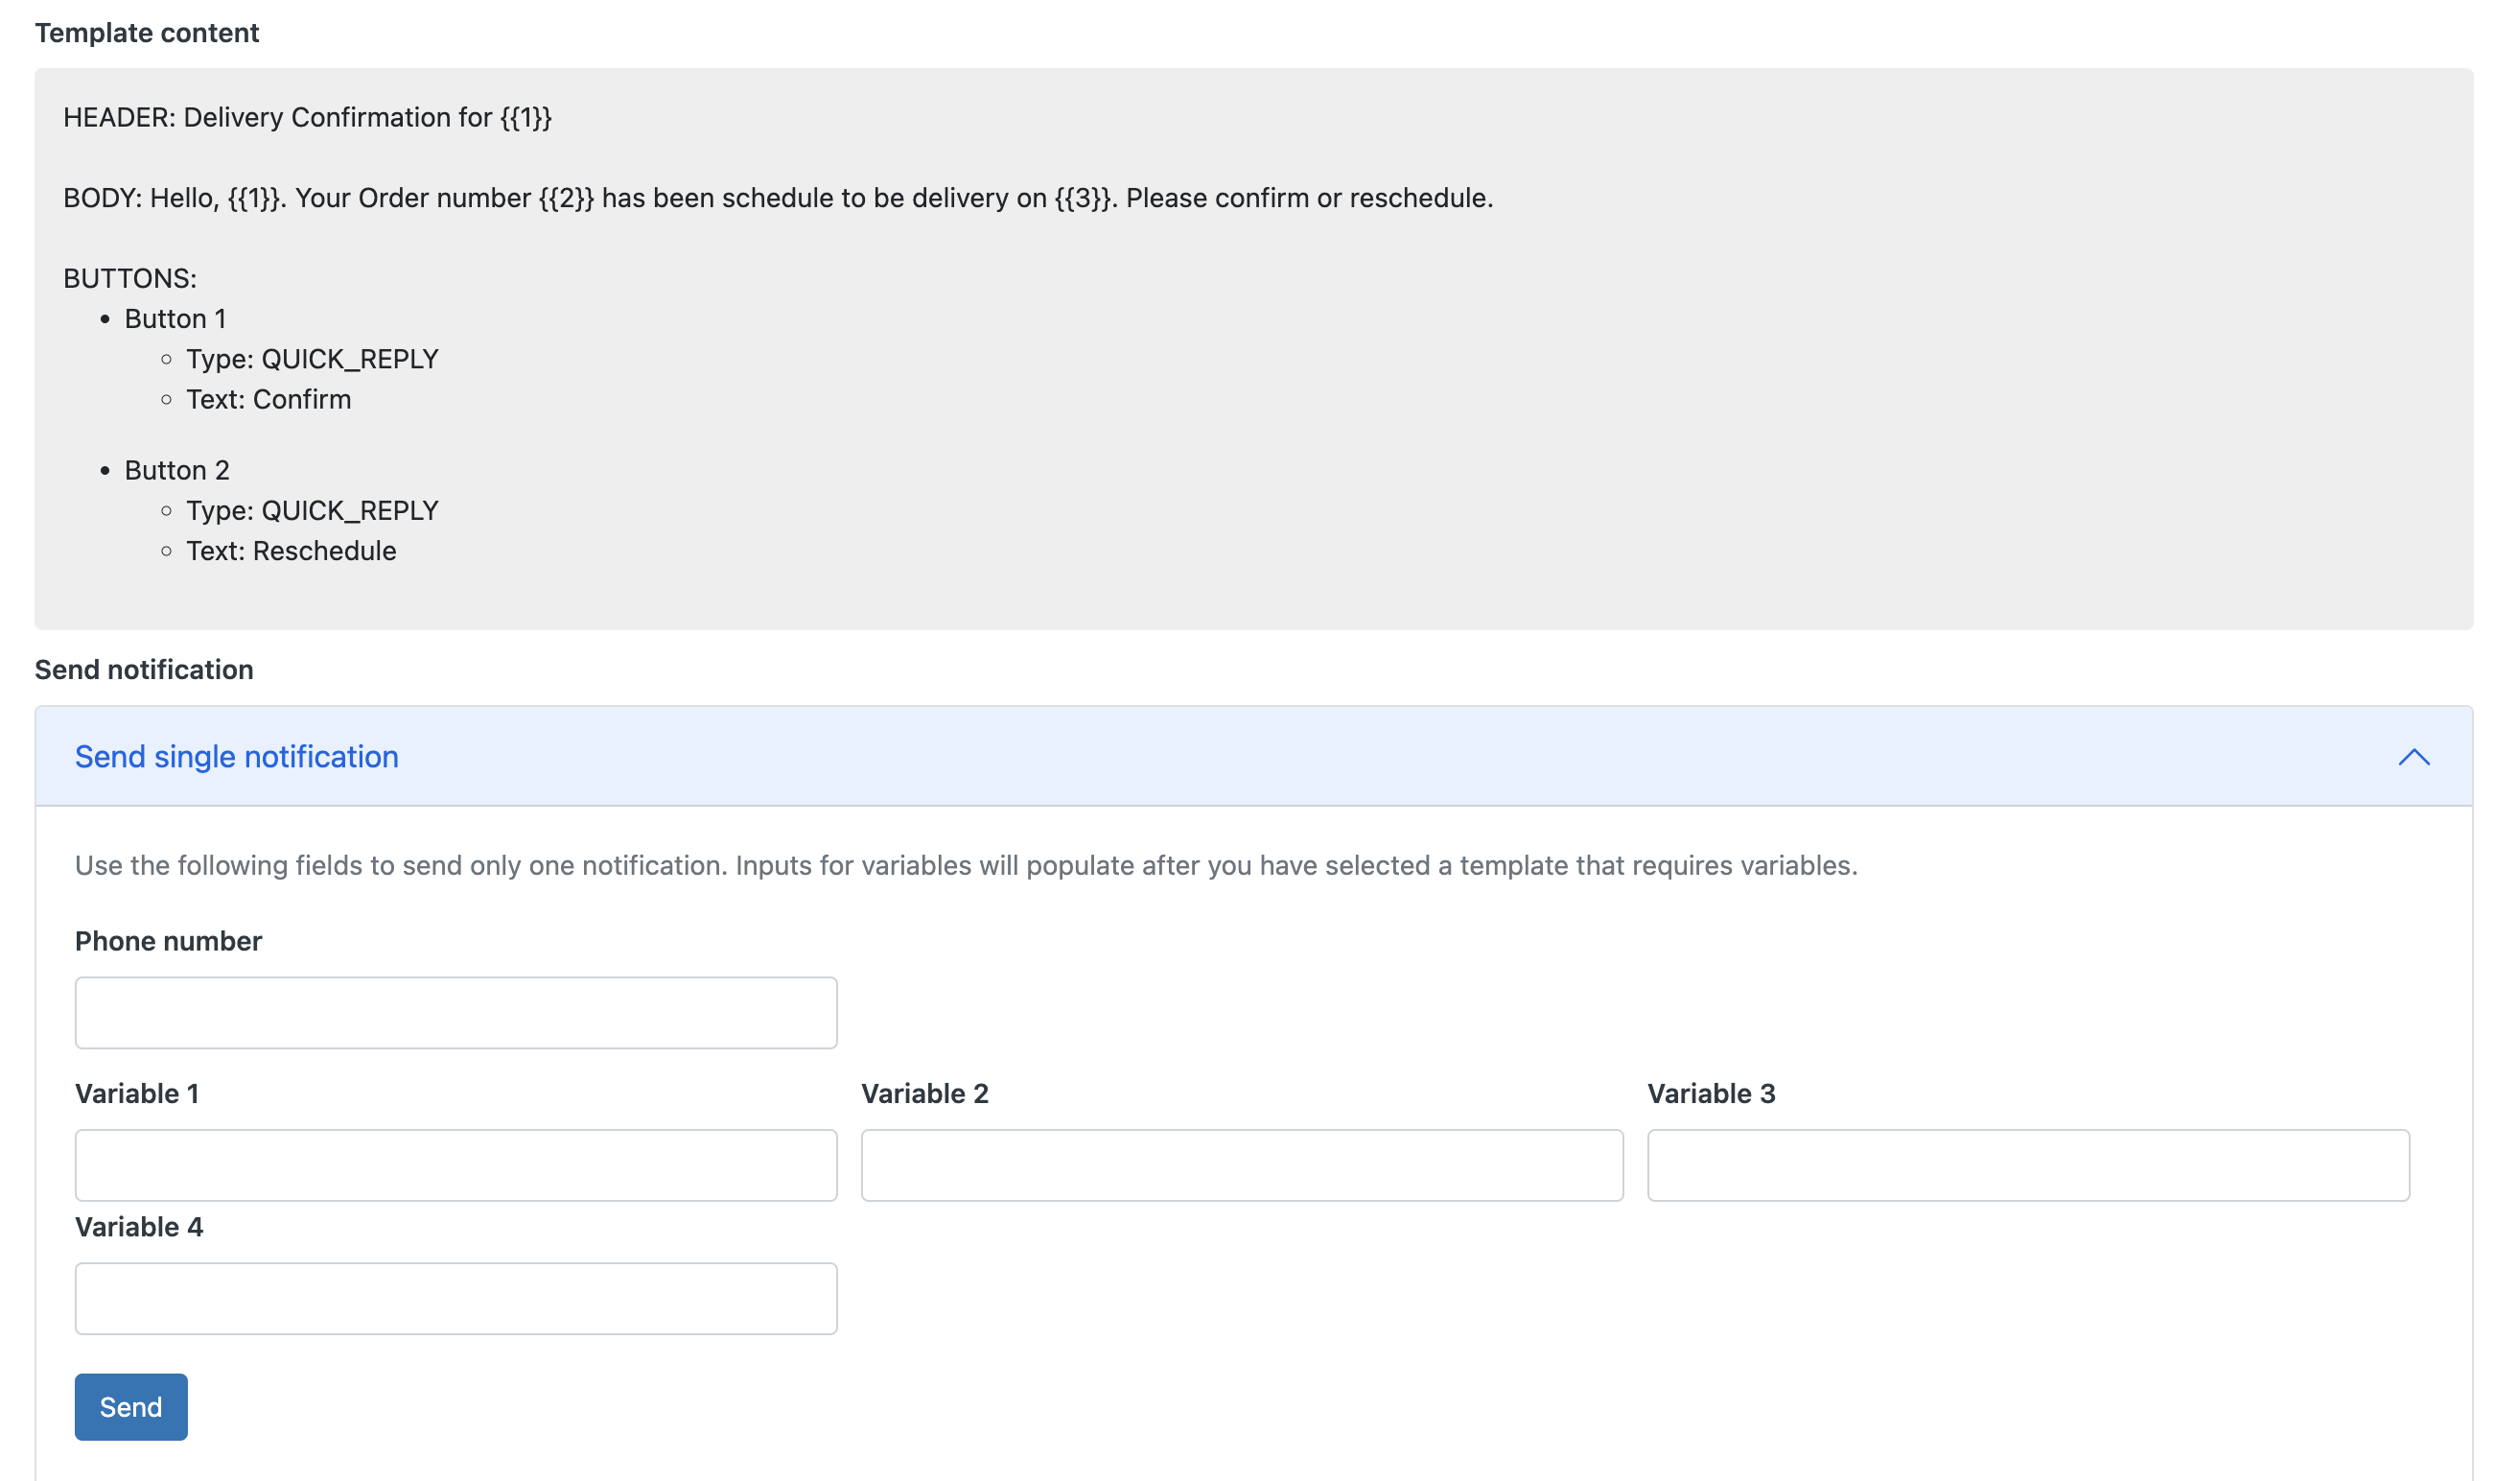 Template content
HEADER: Delivery Confirmation for {{1}}
BODY: Hello, {{1}}. Your Order number {{2}} has been schedule to be delivery on {{3}}. Please confirm or reschedule.
BUTTONS:
• Button 1
○ Type: QUICK_REPLY
○ Text: Confirm
• Button 2
○ Type: QUICK_REPLY
○ Text: Reschedule
Send notification
Send single notification
Use the following fields to send only one notification. Inputs for variables will populate after you have selected a template that requires variables.
Phone number
Variable 1 Variable 2 Variable 3
Variable 4
Send